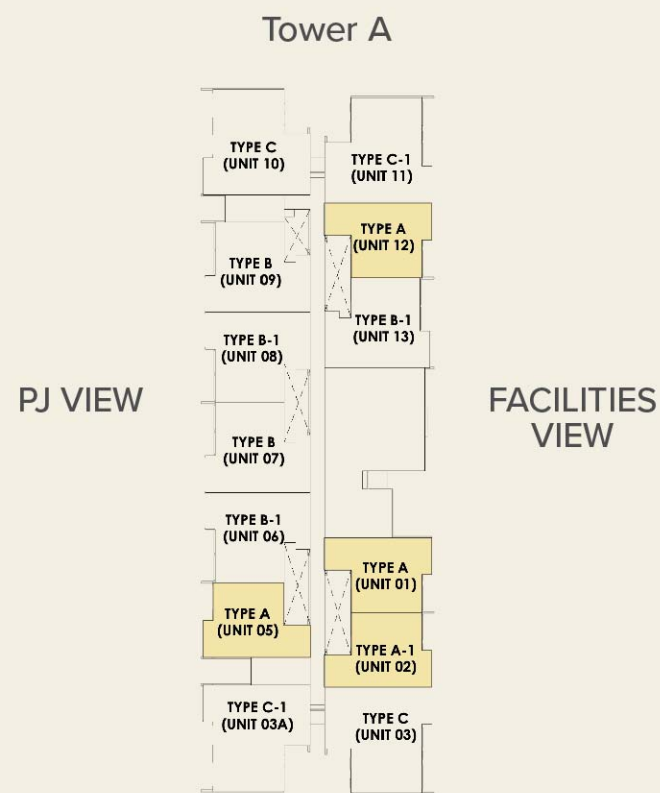 Tower A
TYPE C
(UNIT 10)
TYPE C-1
(UNIT 11)
TYPE A
(UNIT 12)
TYPE B
(UNIT 09)
TYPE B-1
(UNIT 13)
TYPE B-1
(UNIT 08)
PJ VIEW
FACILITIES
VIEW
TYPE B
(UNIT 07)
TYPE B-1
(UNIT 06)
TYPE A
(UNIT 01)
TYPE A
(UNIT 05)
TYPE A-1
(UNIT 02)
TYPE C-1
(UNIT 03A)
TYPE C
(UNIT 03)